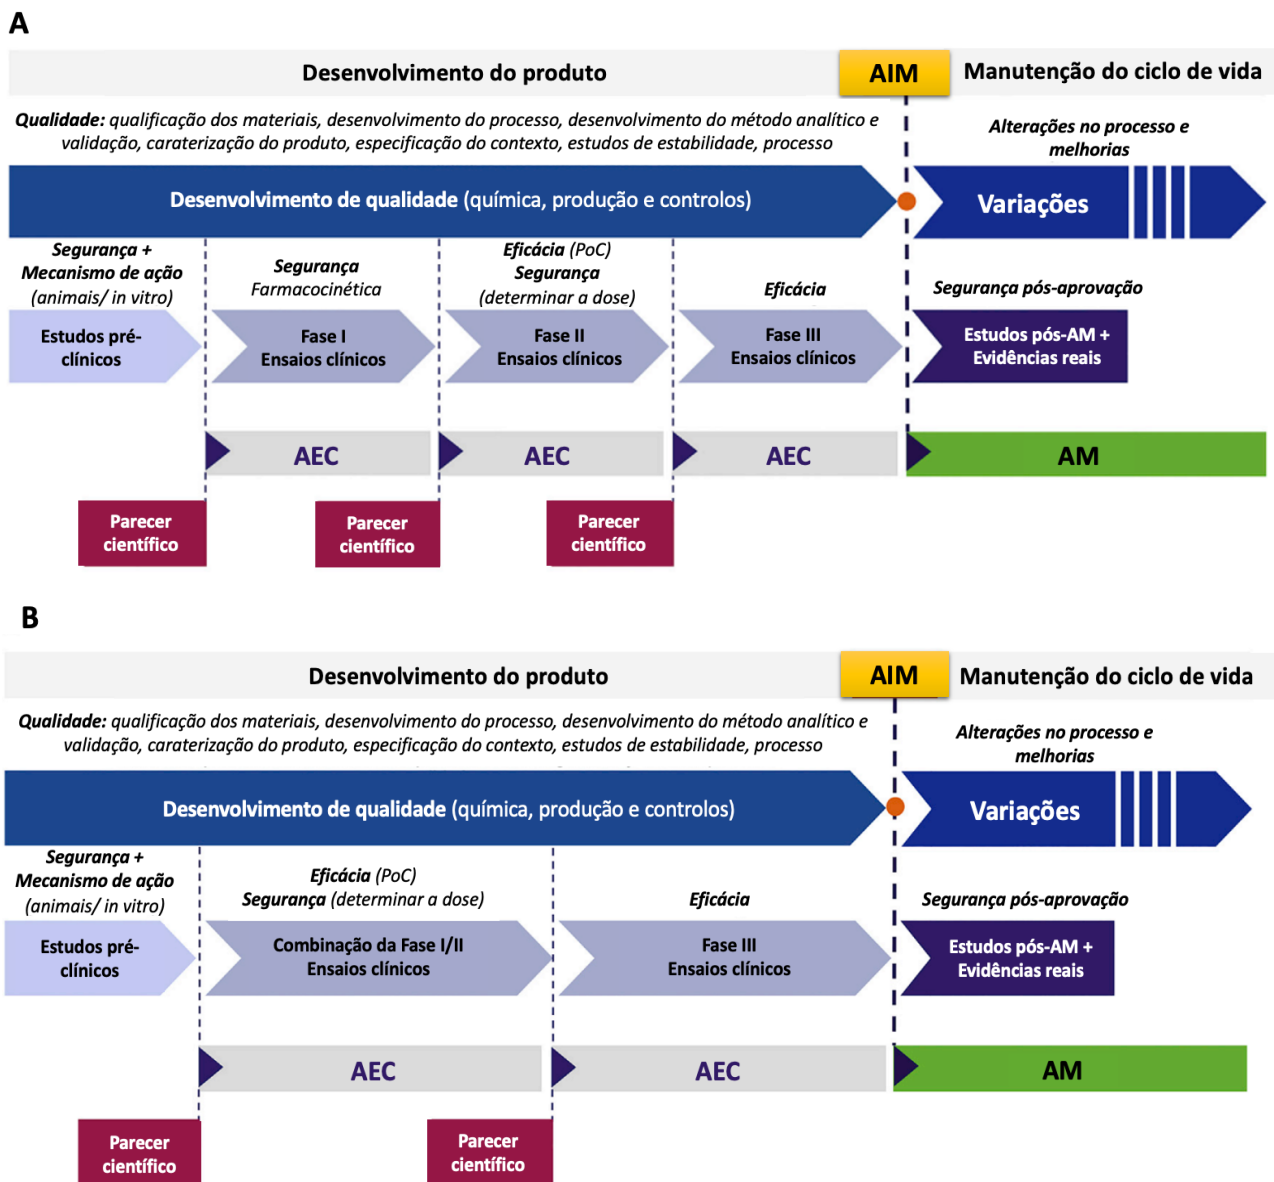 A
Desenvolvimento do produto
AIM
Manutenção do ciclo de vida
Qualidade: qualificação dos materiais, desenvolvimento do processo, desenvolvimento do método analítico e
validação, caraterização do produto, especificação do contexto, estudos de estabilidade, processo
Alterações no processo e
melhorias
Desenvolvimento de qualidade (química, produção e controlos)
Variações
Segurança +
Mecanismo de ação
(animais/ in vitro)
Segurança
Farmacocinética
Eficácia (PoC)
Segurança
(determinar a dose)
Eficácia
Segurança pós-aprovação
Estudos pré-
clínicos
Fase I
Ensaios clínicos
Fase II
Ensaios clínicos
Fase III
Ensaios clínicos
Estudos pós-AM +
Evidências reais
AEC
AEC
AEC
AM
Parecer
científico
Parecer
científico
Parecer
científico
B
Desenvolvimento do produto
AIM
Manutenção do ciclo de vida
Qualidade: qualificação dos materiais, desenvolvimento do processo, desenvolvimento do método analítico e
validação, caraterização do produto, especificação do contexto, estudos de estabilidade, processo
Alterações no processo e
melhorias
Desenvolvimento de qualidade (química, produção e controlos)
Variações
Segurança +
Mecanismo de ação
(animais/ in vitro)
Eficácia (PoC)
Segurança (determinar a dose)
Eficácia
Segurança pós-aprovação
Estudos pré-
clínicos
Combinação da Fase I/II
Ensaios clínicos
Fase III
Ensaios clínicos
Estudos pós-AM +
Evidências reais
AEC
AEC
AM
Parecer
científico
Parecer
científico